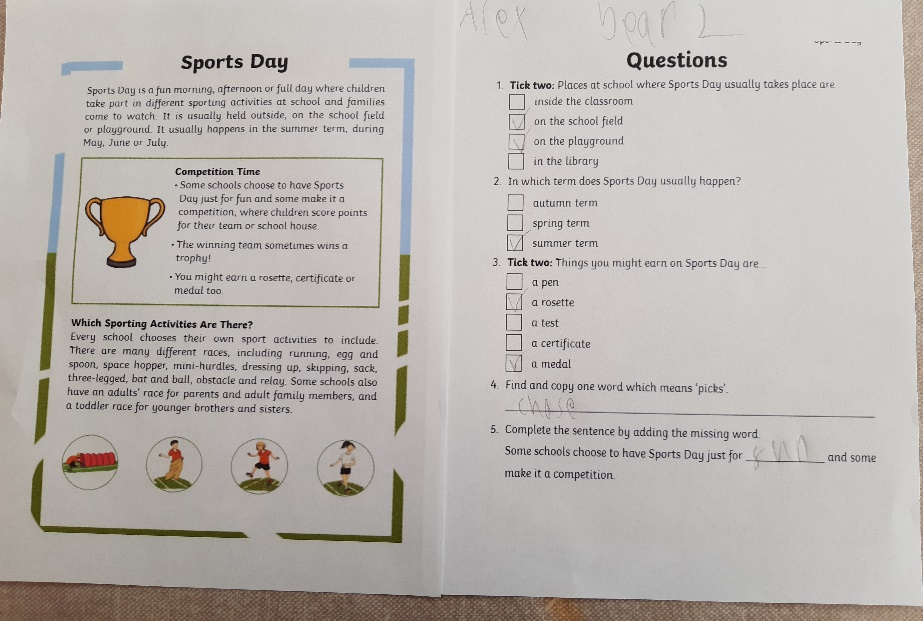 Sports Day
Sports Day is a fun morning, afternoon or full day where children
take part in different sporting activities at school and families
come to watch. It is usually held outside, on the school field
or playground. It usually happens in the summer term, during
May, June or July.
Competition Time
• Some schools choose to have Sports
Day just for fun and some make it a
competition, where children score points
for their team or school house.
• The winning team sometimes wins a
trophy!
• You might earn a rosette, certificate or
medal too.
Which Sporting Activities Are There?
Every school chooses their own sport activities to include.
There are many different races, including running, egg and
spoon, space hopper, mini-hurdles, dressing up, skipping, sack,
three-legged, bat and ball, obstacle and relay. Some schools also
have an adults' race for parents and adult family members, and
a toddler race for younger brothers and sisters.
Alex year 2
Questions
1. Tick two: Places at school where Sports Day usually takes place are
inside the classroom
on the school field
on the playground
in the library
2. In which term does Sports Day usually happen?
autumn term
spring term
summer term
3. Tick two: Things you might earn on Sports Day are...
a pen
a rosette
a test
a certificate
a medal
4. Find and copy one word which means 'picks'.
chose
5. Complete the sentence by adding the missing word.
Some schools choose to have Sports Day just for fun and some
make it a competition.